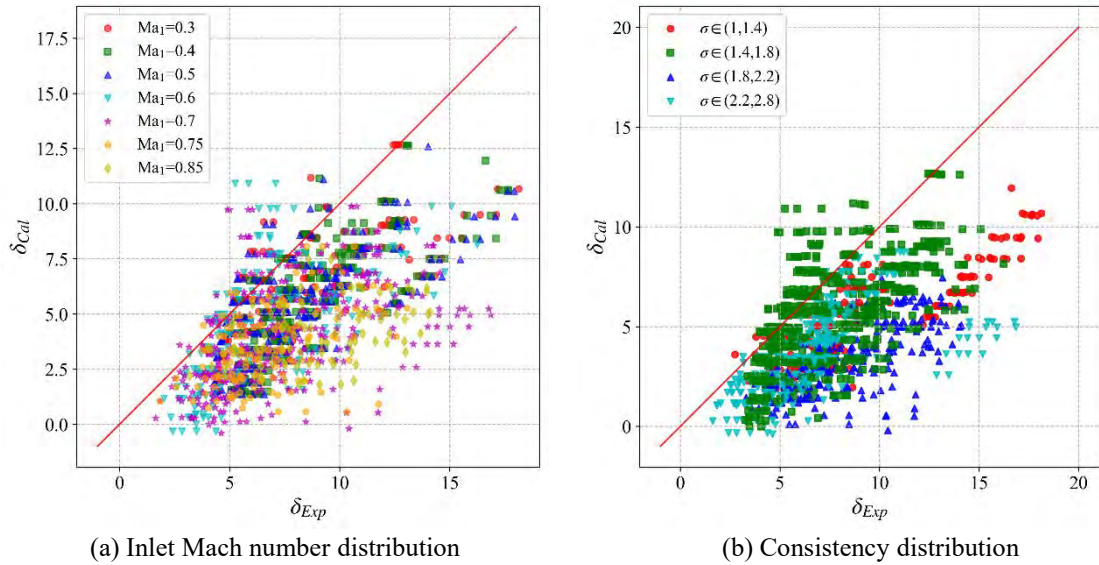 Ma₁=0.3
Ma₁−0.4
Ma₁=0.5
Ma₁=0.6
Ma₁−0.7
Ma₁=0.75
Ma₁=0.85
17.5
15.0
12.5
10.0
7.5
5.0
2.5
0.0
δCal
0 5 10 15
δExp
(a) Inlet Mach number distribution
σ∈(1,1.4)
σ∈(1.4,1.8)
σ∈(1.8,2.2)
σ∈(2.2,2.8)
20
15
10
5
0
δCal
0 5 10 15 20
δExp
(b) Consistency distribution